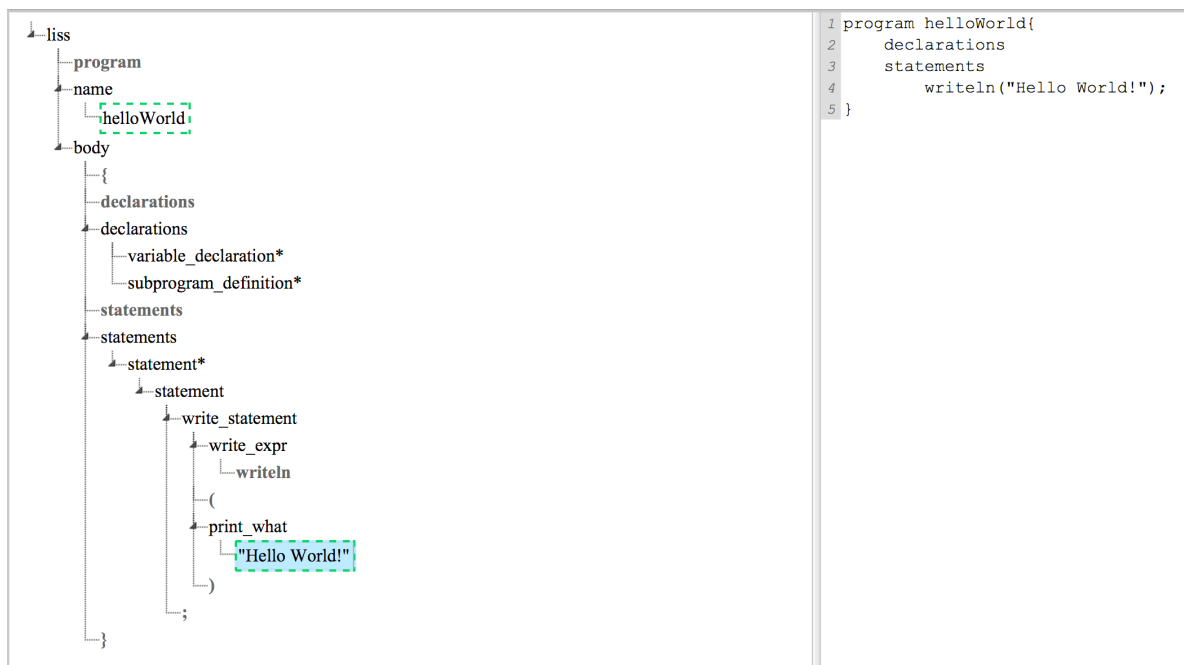 liss
program
name
helloWorld
body
{
declarations
declarations
variable_declaration*
subprogram_definition*
statements
statements
statement*
statement
write_statement
write_expr
writeln
(
print_what
"Hello World!"
)
;
}
1 program helloWorld{
2 declarations
3 statements
4 writeln("Hello World!");
5 }